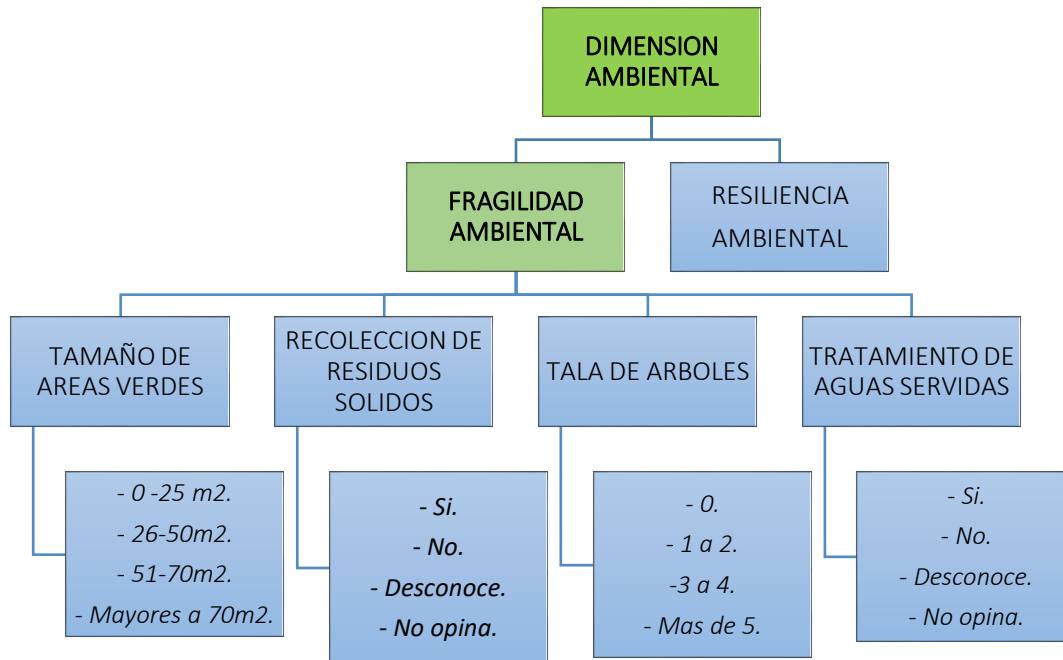 DIMENSION
AMBIENTAL
FRAGILIDAD
AMBIENTAL
RESILIENCIA
AMBIENTAL
TAMAÑO DE
AREAS VERDES
RECOLECCION DE
RESIDUOS
SOLIDOS
TALA DE ARBOLES
TRATAMIENTO DE
AGUAS SERVIDAS
- 0 -25 m2.
- 26-50m2.
- 51-70m2.
- Mayores a 70m2.
- Si.
- No.
- Desconoce.
- No opina.
- 0.
- 1 a 2.
-3 a 4.
- Mas de 5.
- Si.
- No.
- Desconoce.
- No opina.